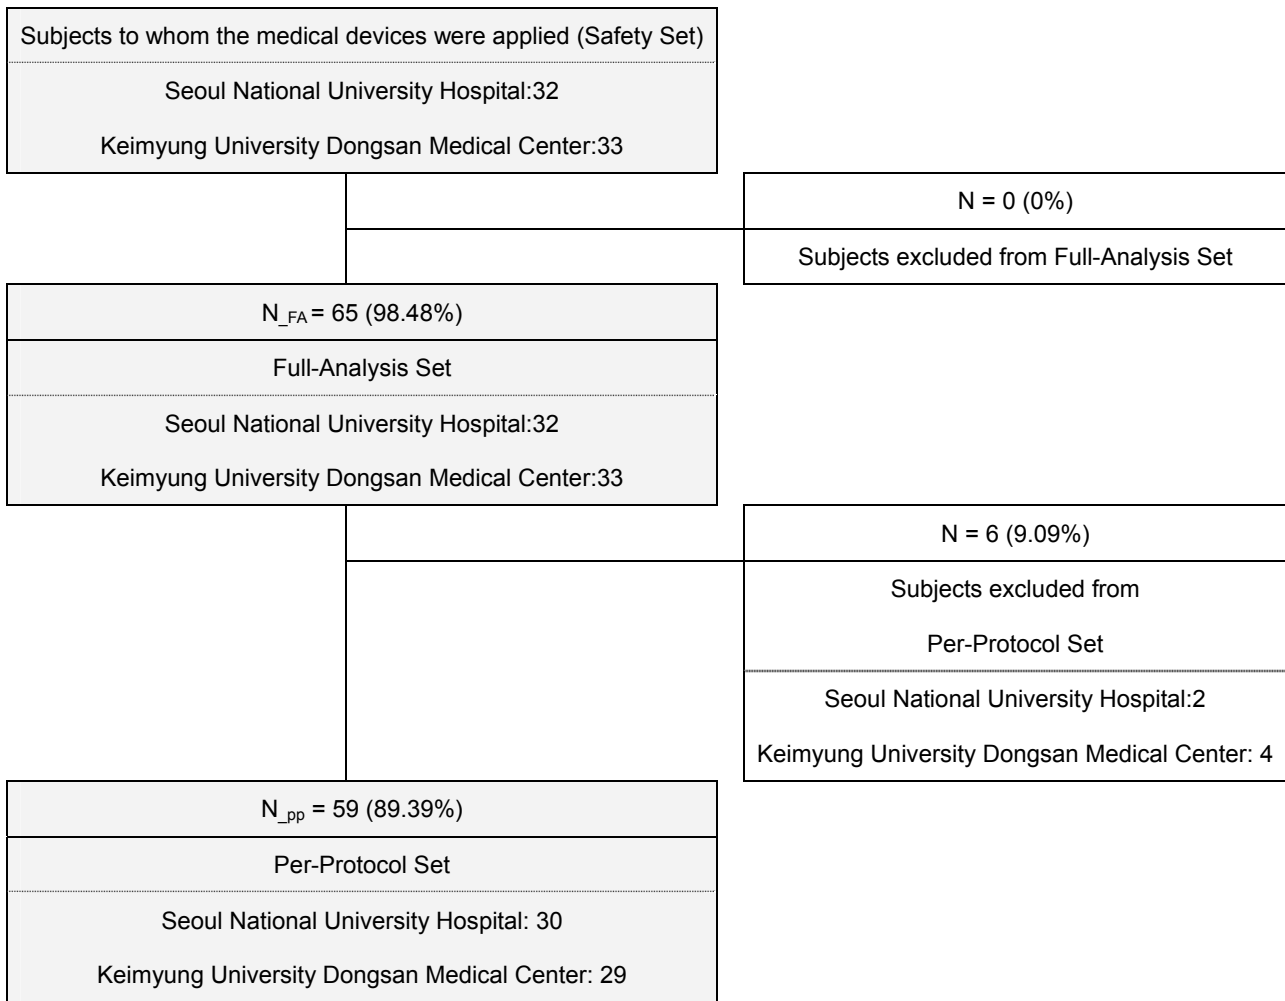 Subjects to whom the medical devices were applied (Safety Set)
Seoul National University Hospital:32
Keimyung University Dongsan Medical Center:33
N = 0 (0%)
Subjects excluded from Full-Analysis Set
N_FA = 65 (98.48%)
Full-Analysis Set
Seoul National University Hospital:32
Keimyung University Dongsan Medical Center:33
N = 6 (9.09%)
Subjects excluded from
Per-Protocol Set
Seoul National University Hospital:2
Keimyung University Dongsan Medical Center: 4
N_pp = 59 (89.39%)
Per-Protocol Set
Seoul National University Hospital: 30
Keimyung University Dongsan Medical Center: 29